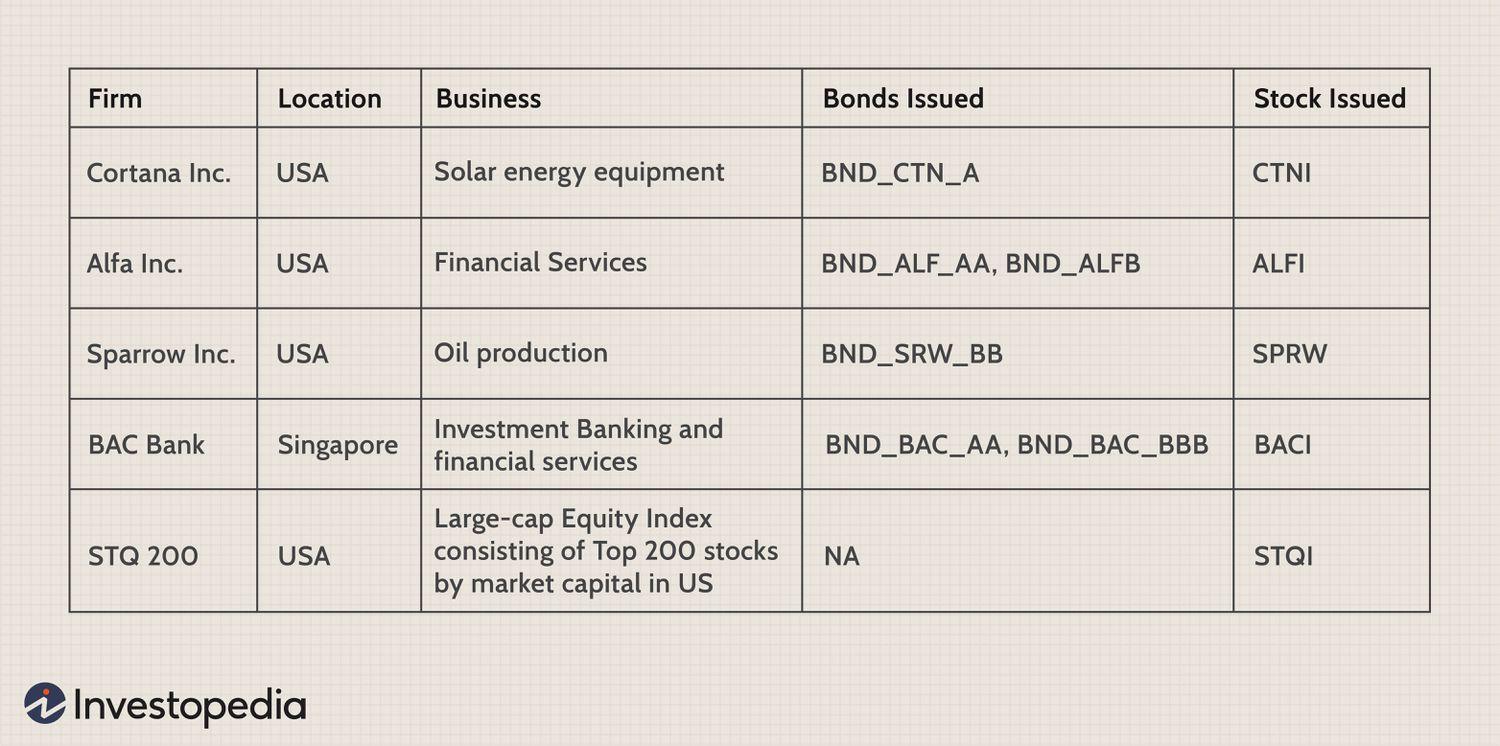 Firm Location Business Bonds Issued Stock Issued
Cortana Inc. USA Solar energy equipment BND_CTN_A CTNI
Alfa Inc. USA Financial Services BND_ALF_AA, BND_ALFB ALFI
Sparrow Inc. USA Oil production BND_SRW_BB SPRW
BAC Bank Singapore Investment Banking and
financial services BND_BAC_AA, BND_BAC_BBB BACI
STQ 200 USA Large-cap Equity Index
consisting of Top 200 stocks
by market capital in US NA STQI
Investopedia